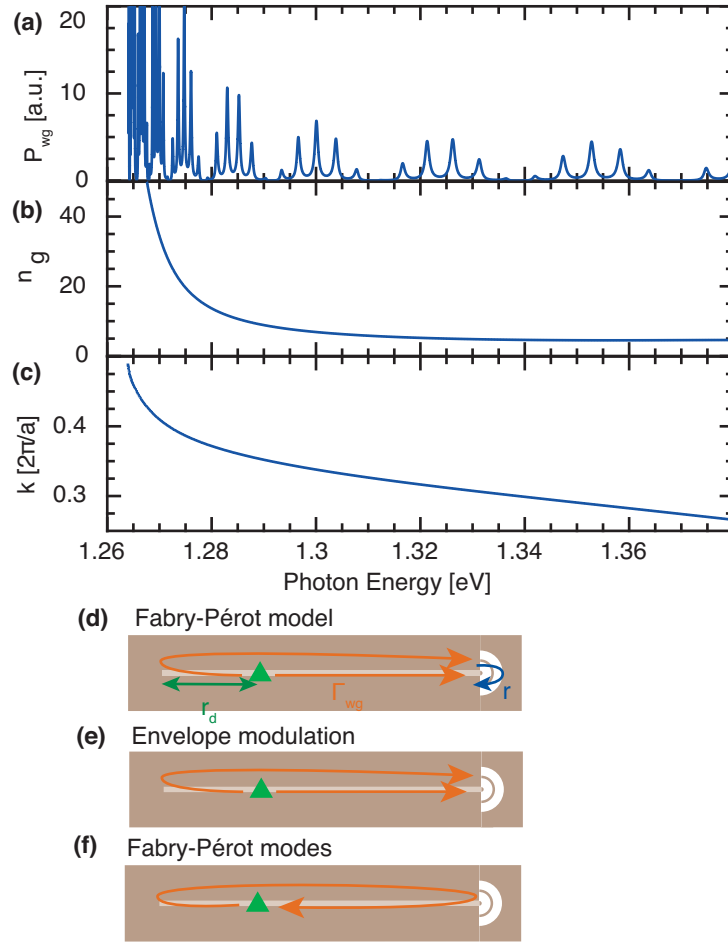 (a)
20
10
0
P_wg [a.u.]
(b)
40
20
0
n_g
(c)
0.4
0.3
k [2π/a]
1.26 1.28 1.3 1.32 1.34 1.36
Photon Energy [eV]
(d) Fabry-Pérot model
r_d Γ_wg r
(e) Envelope modulation
(f) Fabry-Pérot modes